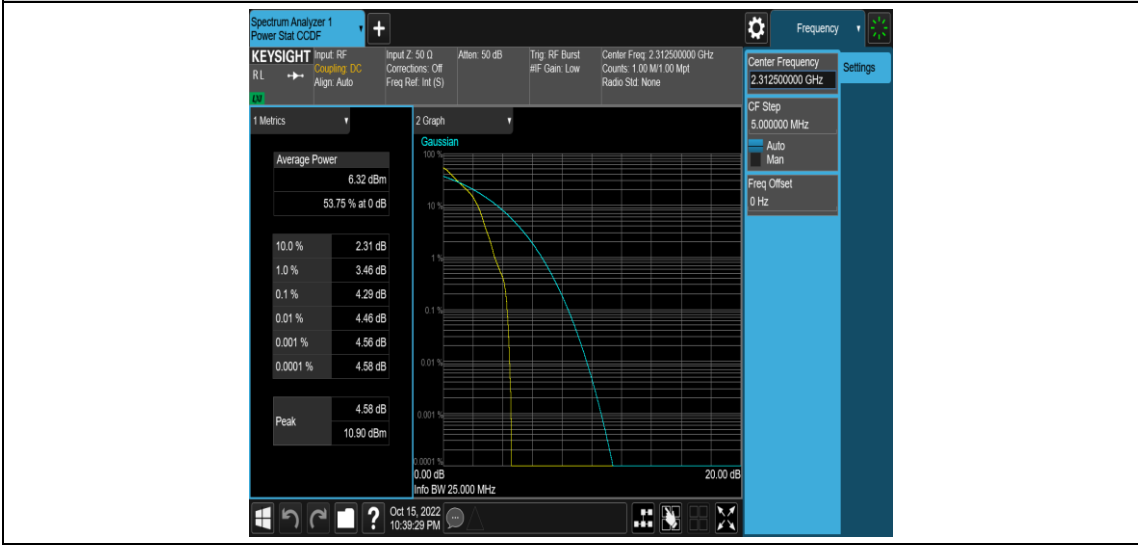 Spectrum Analyzer 1
Power Stat CCDF
+
Frequency
KEYSIGHT
RL
LXI
Input: RF
Coupling: DC
Align: Auto
Input Z: 50 Ω
Corrections: Off
Freq Ref: Int (S)
Atten: 50 dB
Trig: RF Burst
#IF Gain: Low
Center Freq: 2.312500000 GHz
Counts: 1.00 M/1.00 Mpt
Radio Std: None
Center Frequency
2.312500000 GHz
Settings
CF Step
5.000000 MHz
Auto
Man
Freq Offset
0 Hz
1 Metrics
Average Power
6.32 dBm
53.75 % at 0 dB
10.0 % 2.31 dB
1.0 % 3.46 dB
0.1 % 4.29 dB
0.01 % 4.46 dB
0.001 % 4.56 dB
0.0001 % 4.58 dB
Peak
4.58 dB
10.90 dBm
2 Graph
Gaussian
100 %
10 %
1 %
0.1 %
0.01 %
0.001 %
0.0001 %
0.00 dB 20.00 dB
Info BW 25.000 MHz
?
Oct 15, 2022
10:39:29 PM